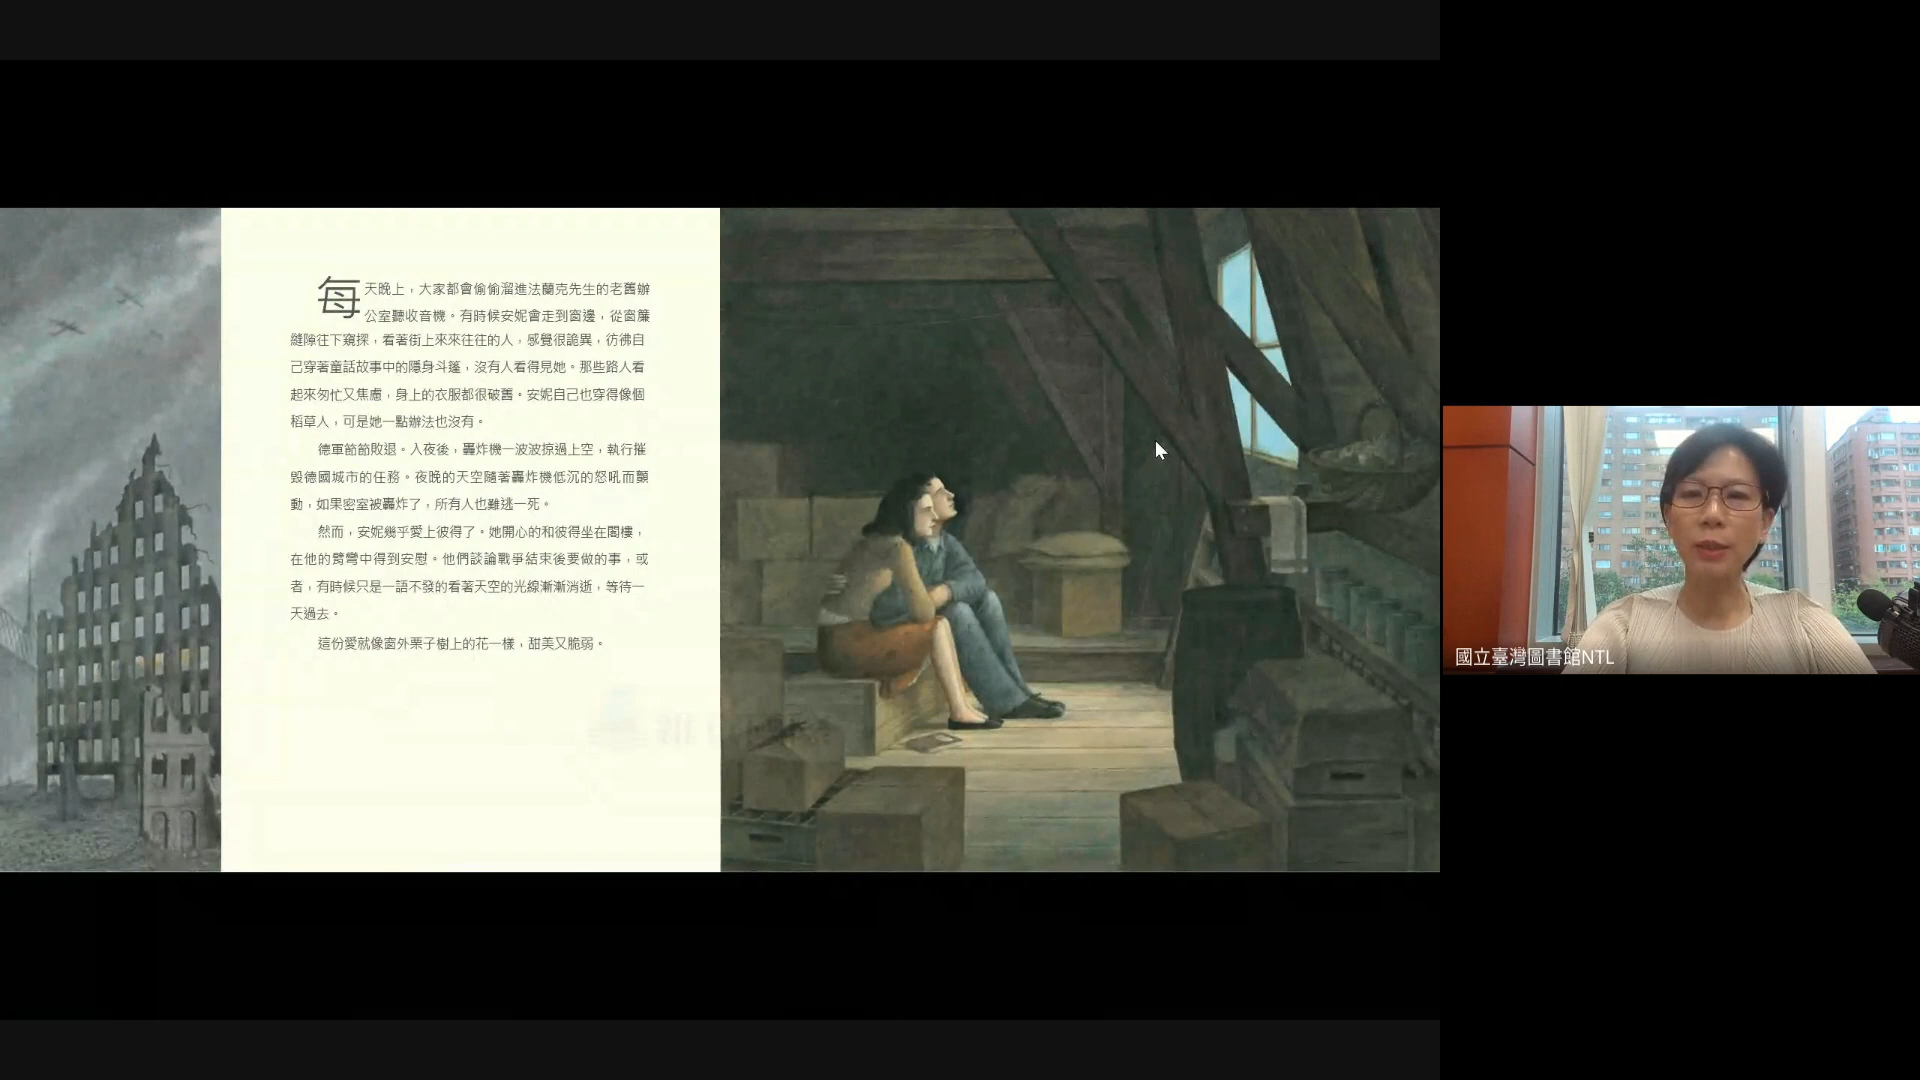 每天晚上，大家都會偷偷溜進法蘭克先生的老舊辦
公室聽收音機。有時候安妮會走到窗邊，從窗簾
縫隙往下窺探，看著街上來來往往的人，感覺很詭異，彷彿自
己穿著童話故事中的隱身斗篷，沒有人看得見她。那些路人看
起來匆忙又焦慮，身上的衣服都很破舊。安妮自己也穿得像個
稻草人，可是她一點辦法也沒有。
德軍節節敗退。入夜後，轟炸機一波波掠過上空，執行摧
毀德國城市的任務。夜晚的天空隨著轟炸機低沉的怒吼而顫
動，如果密室被轟炸了，所有人也難逃一死。
然而，安妮幾乎愛上彼得了。她開心的和彼得坐在閣樓，
在他的臂彎中得到安慰。他們談論戰爭結束後要做的事，或
者，有時候只是一語不發的看著天空的光線漸漸消逝，等待一
天過去。
這份愛就像窗外栗子樹上的花一樣，甜美又脆弱。
國立臺灣圖書館NTL